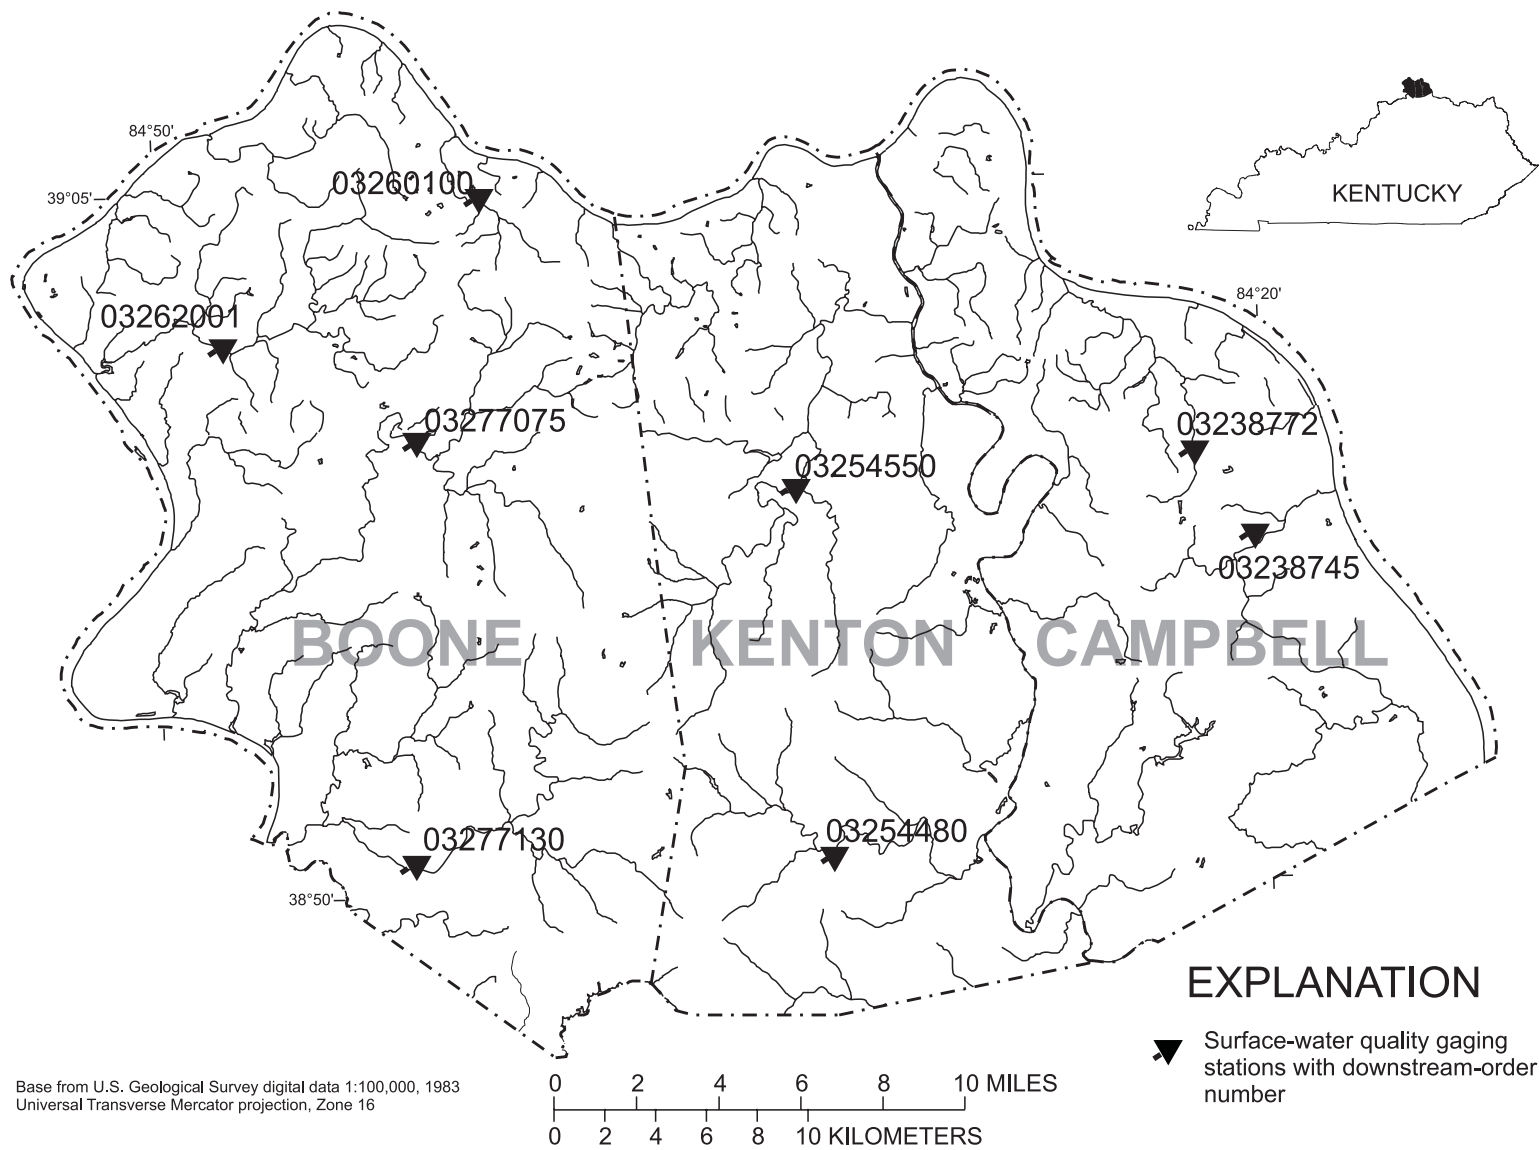 84°50'
39°05'
03260100
KENTUCKY
84°20'
03262001
03277075
03238772
03254550
03238745
BOONE
KENTON
CAMPBELL
03277130
03254480
38°50'
EXPLANATION
Surface-water quality gaging
stations with downstream-order
number
Base from U.S. Geological Survey digital data 1:100,000, 1983
Universal Transverse Mercator projection, Zone 16
0 2 4 6 8 10 MILES
0 2 4 6 8 10 KILOMETERS